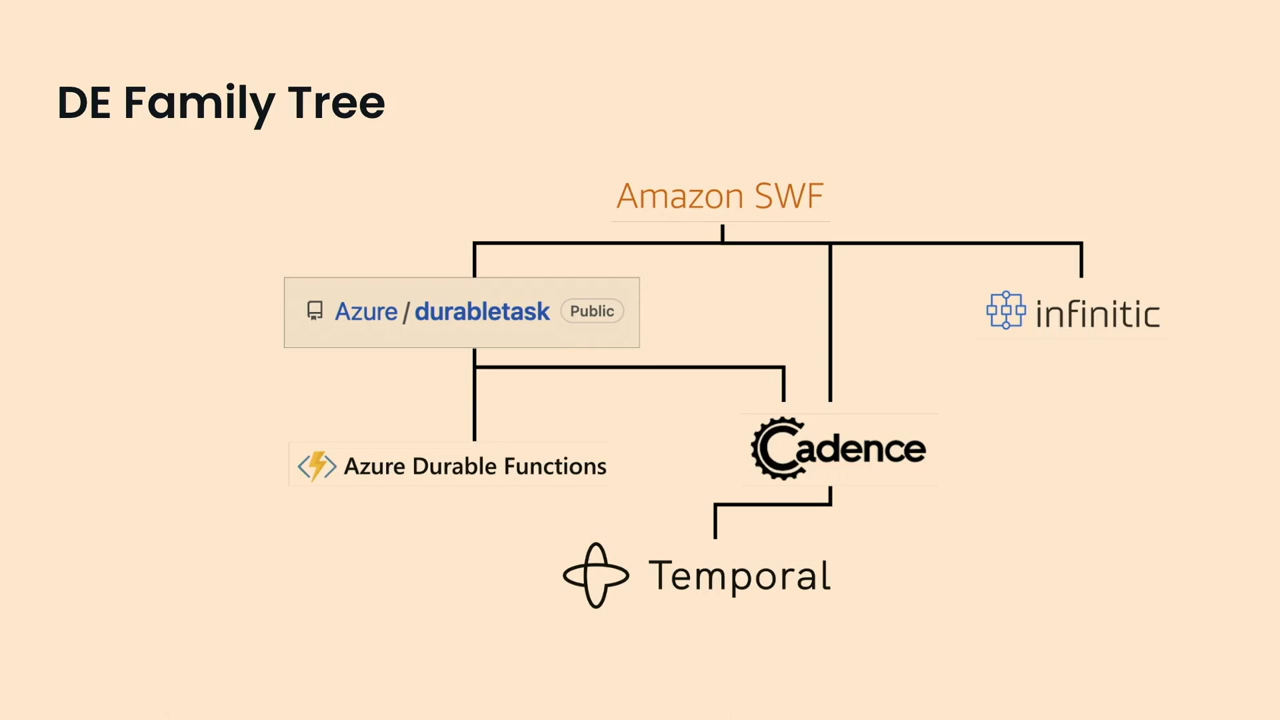 DE Family Tree
Amazon SWF
Azure / durabletask Public
infinitic
Cadence
Azure Durable Functions
Temporal